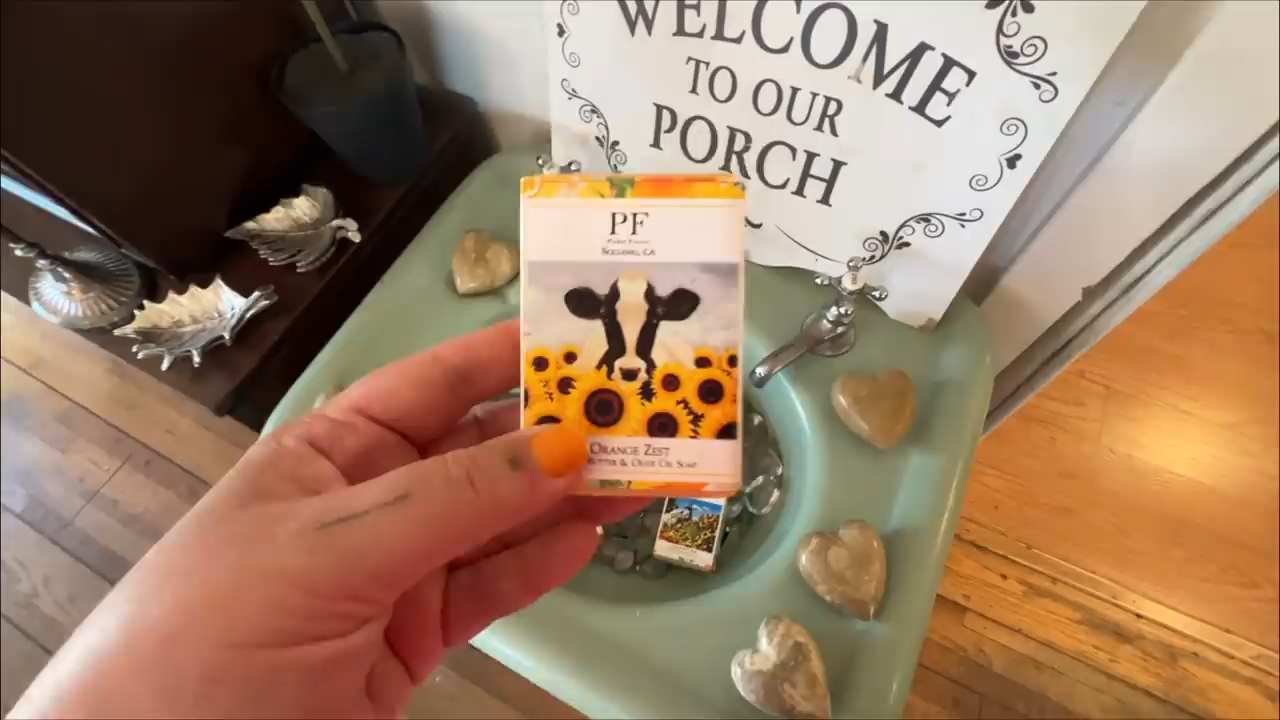 WELCOME
TO OUR
PORCH
PF
ORANGE ZEST
& OLIVE OIL SOAP